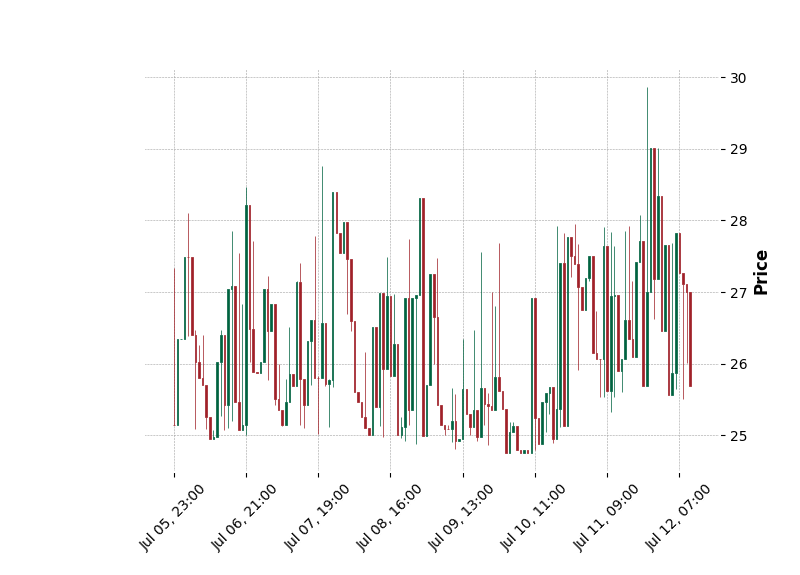 30
29
28
27
26
25
Price
Jul 05, 23:00
Jul 06, 21:00
Jul 07, 19:00
Jul 08, 16:00
Jul 09, 13:00
Jul 10, 11:00
Jul 11, 09:00
Jul 12, 07:00